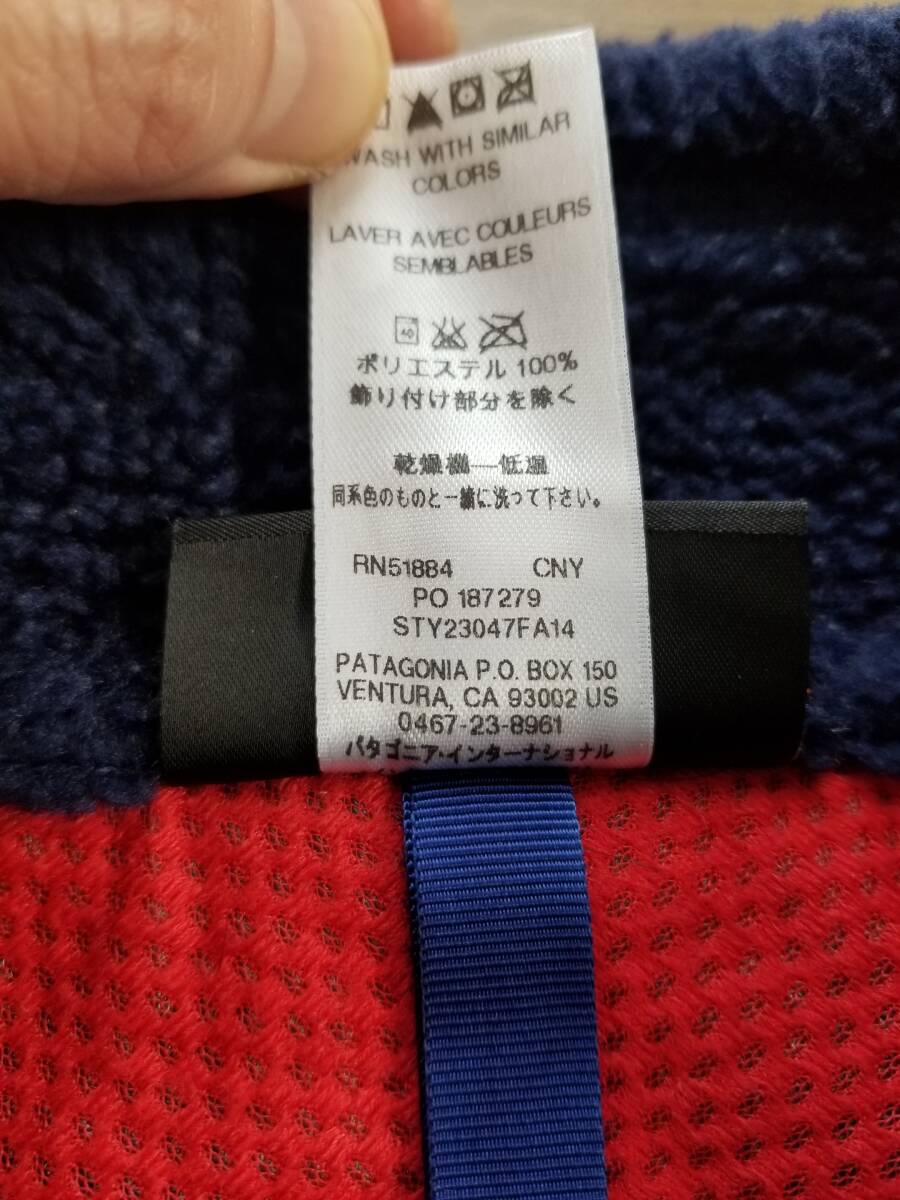 WASH WITH SIMILAR
COLORS
LAVER AVEC COULEURS
SEMBLABLES
40
ポリエステル 100%
飾り付け部分を除く
乾燥機—低温
同系色のものと一緒に洗って下さい。
RN51884 CNY
PO 187279
STY23047FA14
PATAGONIA P.O. BOX 150
VENTURA, CA 93002 US
0467-23-8961
パタゴニア・インターナショナル